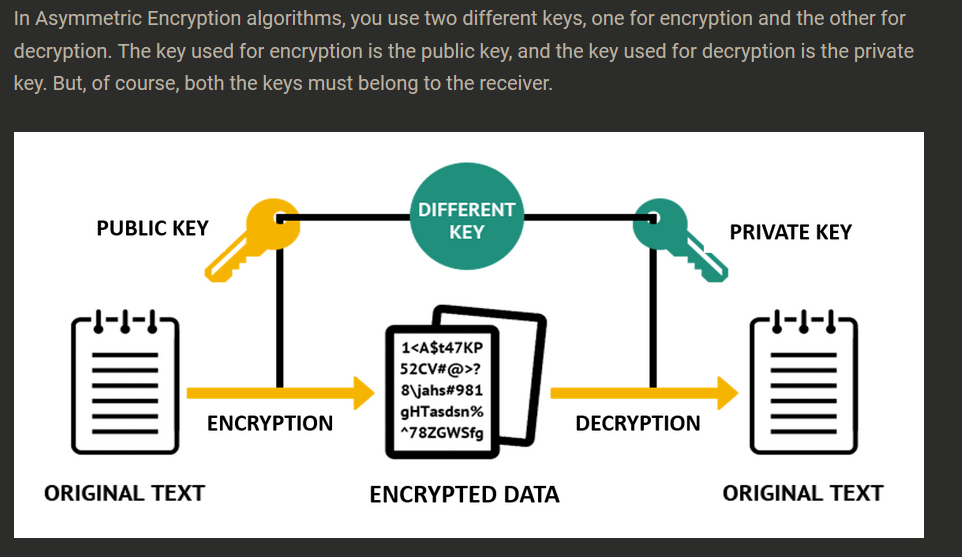 In Asymmetric Encryption algorithms, you use two different keys, one for encryption and the other for
decryption. The key used for encryption is the public key, and the key used for decryption is the private
key. But, of course, both the keys must belong to the receiver.
DIFFERENT
KEY
PUBLIC KEY
PRIVATE KEY
1<A$t47KP
52CV#@>?
8\jahs#981
gHTasdsn%
^78ZGWSfg
ENCRYPTION
DECRYPTION
ORIGINAL TEXT
ENCRYPTED DATA
ORIGINAL TEXT